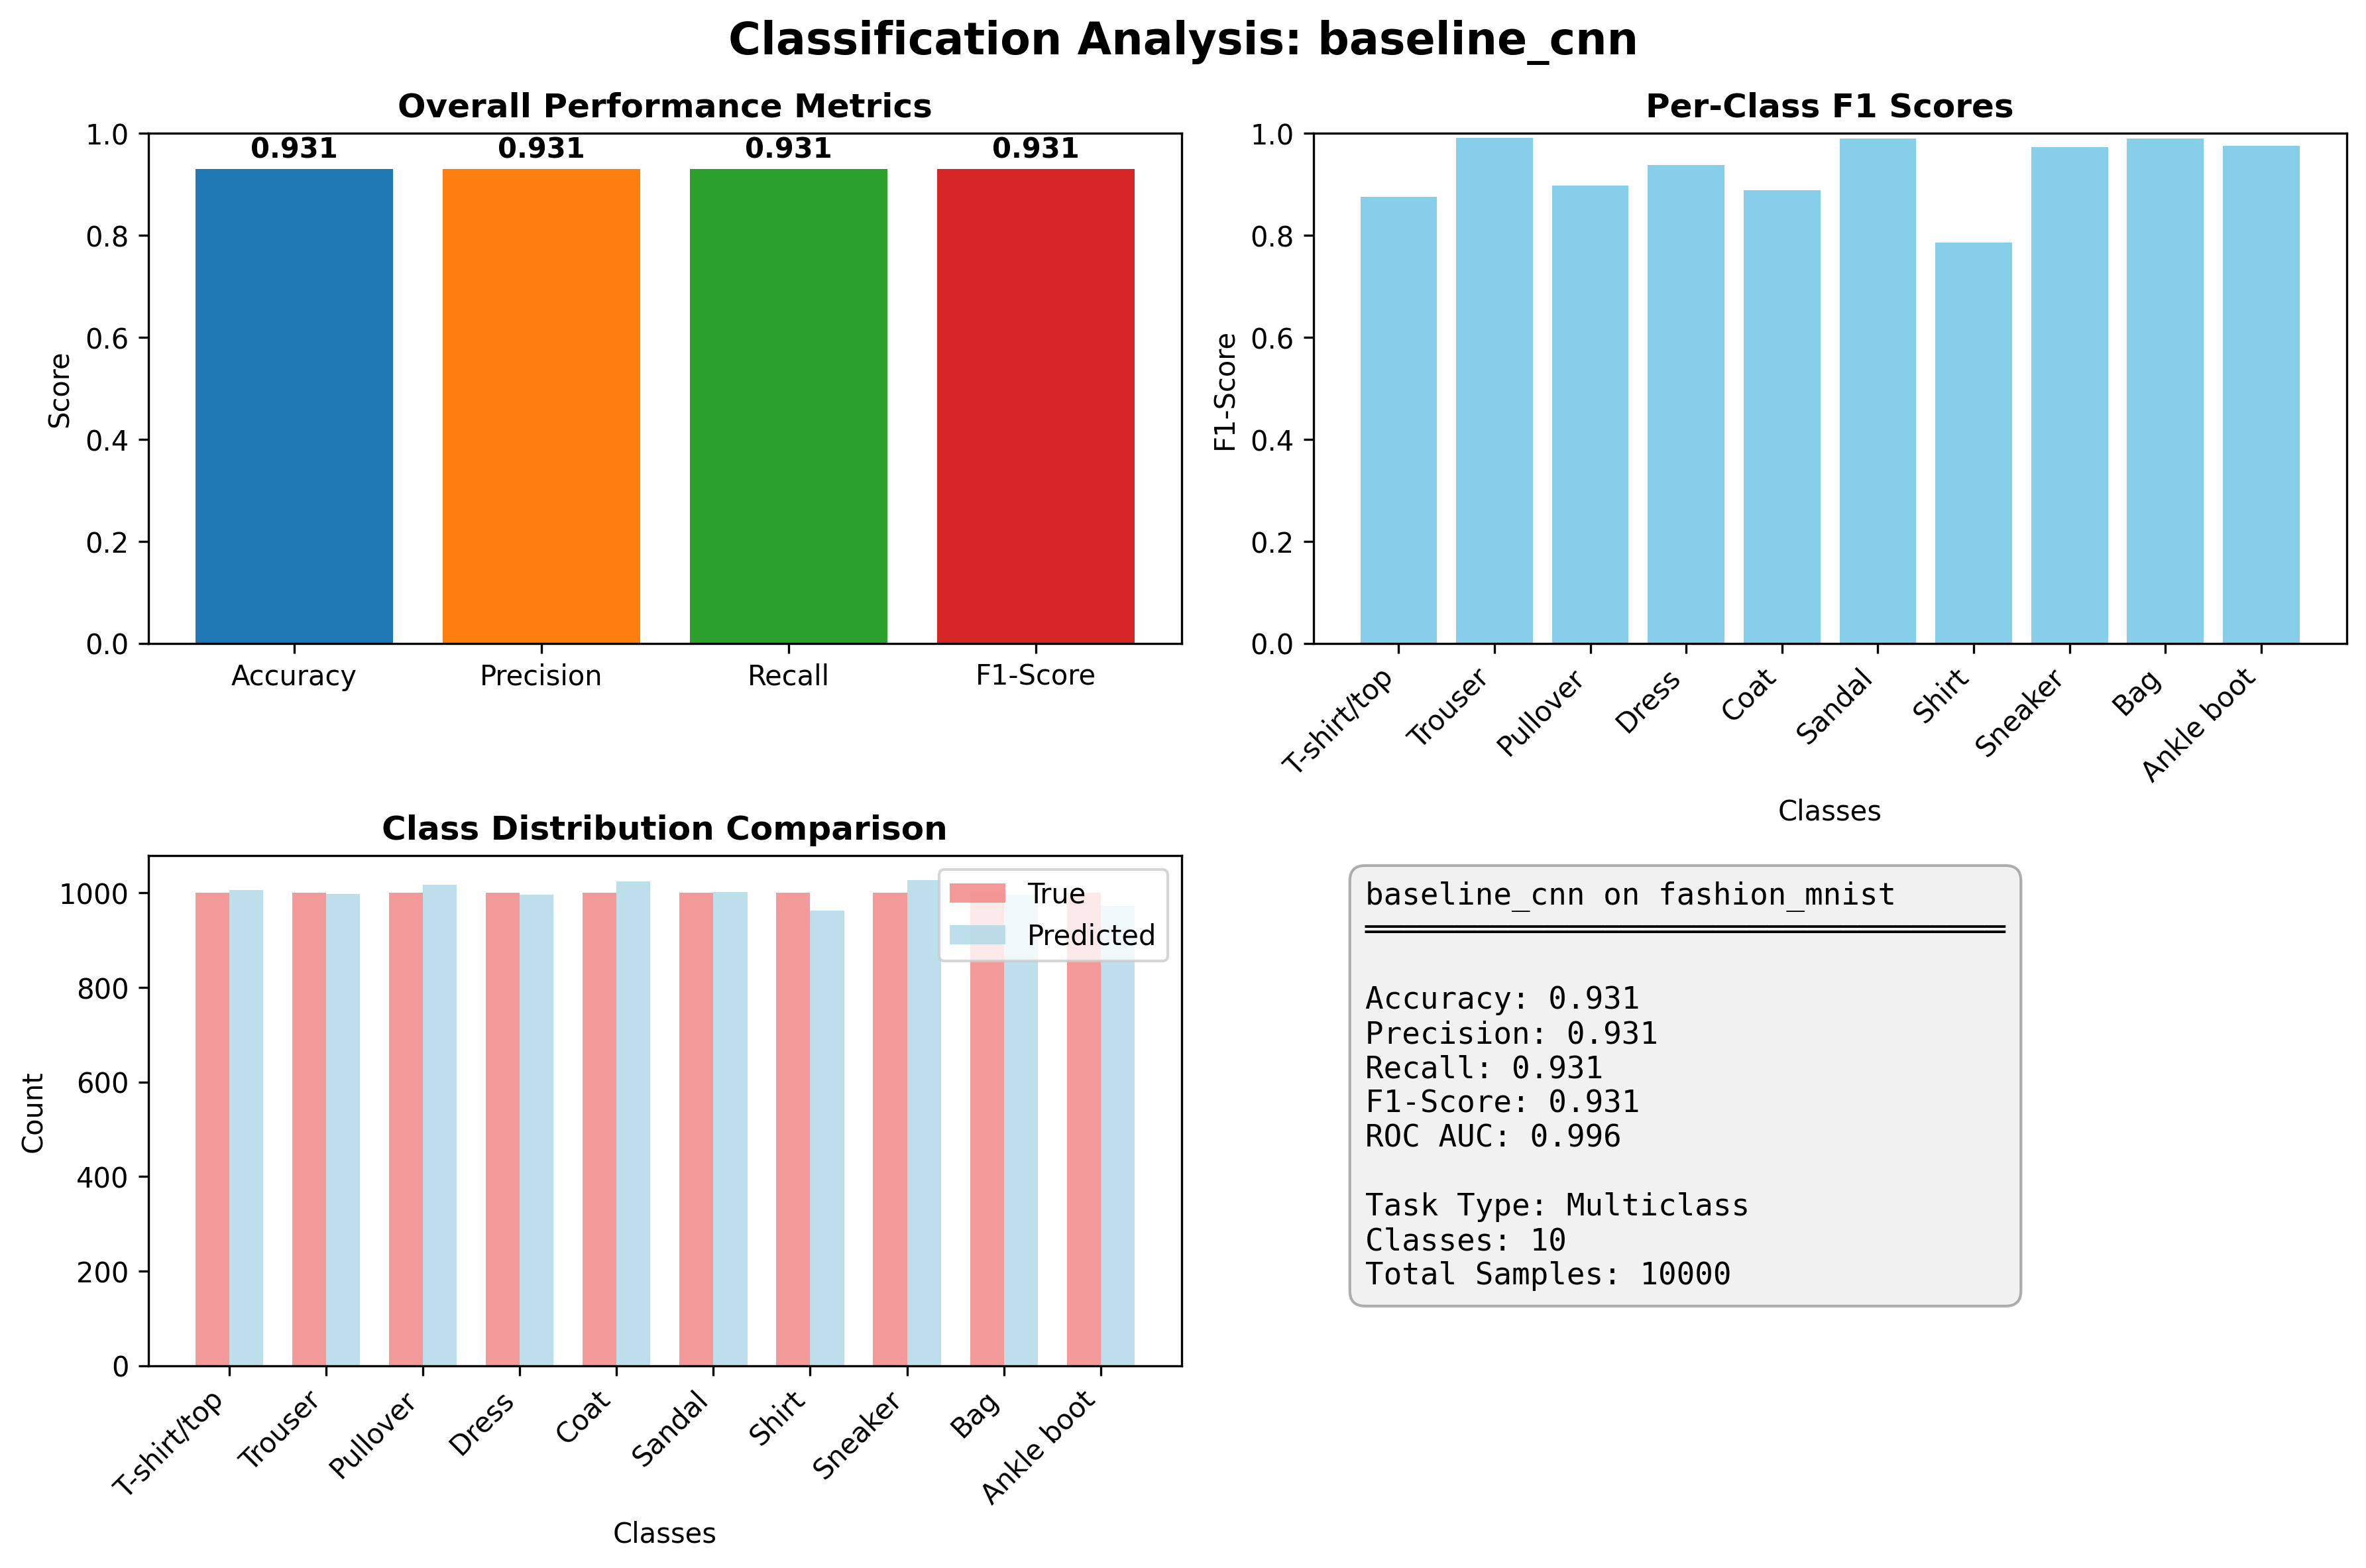 Classification Analysis: baseline_cnn
Overall Performance Metrics
Score
1.0
0.8
0.6
0.4
0.2
0.0
0.931
0.931
0.931
0.931
Accuracy
Precision
Recall
F1-Score
Per-Class F1 Scores
F1-Score
1.0
0.8
0.6
0.4
0.2
0.0
T-shirt/top
Trouser
Pullover
Dress
Coat
Sandal
Shirt
Sneaker
Bag
Ankle boot
Classes
Class Distribution Comparison
Count
1000
800
600
400
200
0
True
Predicted
T-shirt/top
Trouser
Pullover
Dress
Coat
Sandal
Shirt
Sneaker
Bag
Ankle boot
Classes
baseline_cnn on fashion_mnist
Accuracy: 0.931
Precision: 0.931
Recall: 0.931
F1-Score: 0.931
ROC AUC: 0.996
Task Type: Multiclass
Classes: 10
Total Samples: 10000